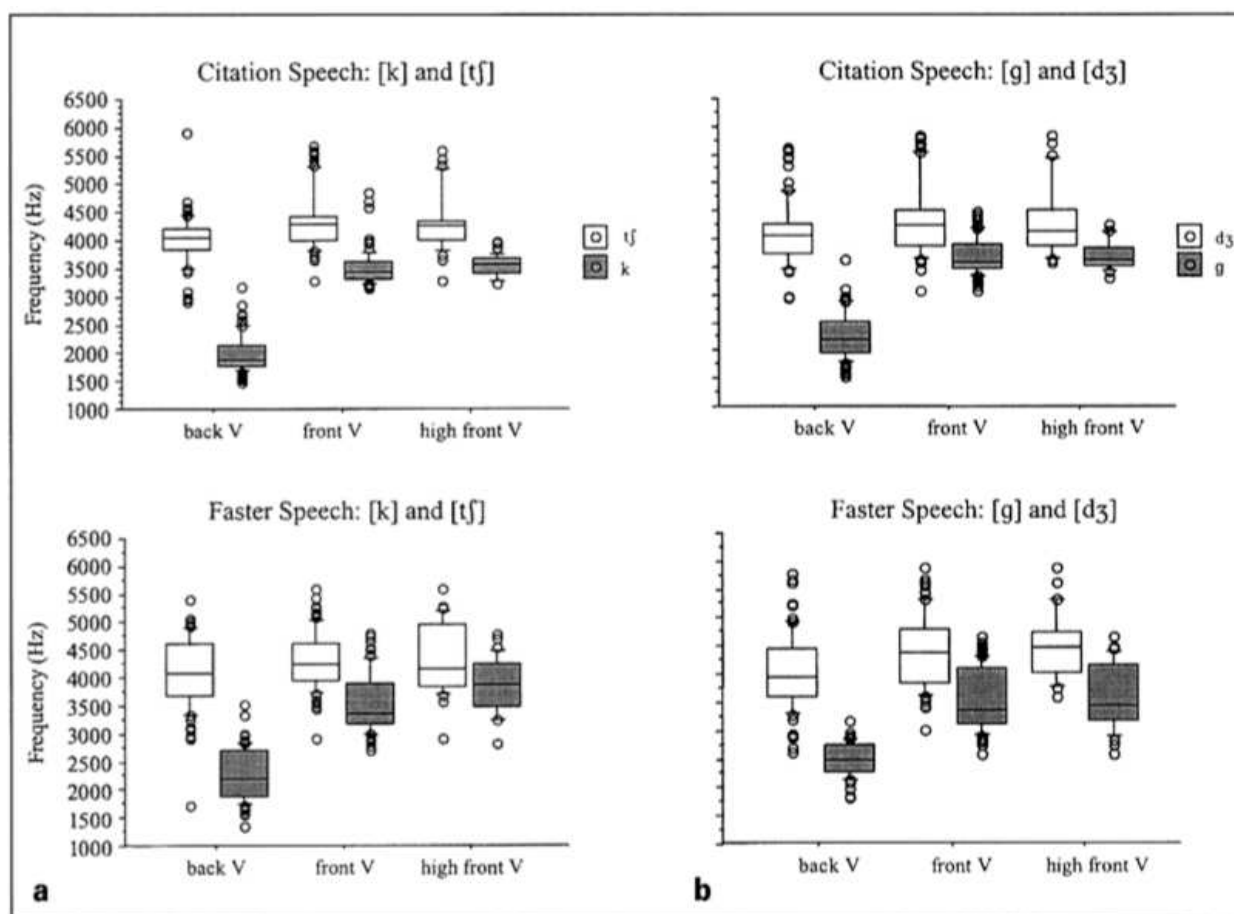 Citation Speech: [k] and [tʃ]
6500
6000
5500
5000
4500
4000
3500
3000
2500
2000
1500
1000
Frequency (Hz)
back V front V high front V
tʃ
k
Citation Speech: [g] and [dʒ]
back V front V high front V
dʒ
g
Faster Speech: [k] and [tʃ]
6500
6000
5500
5000
4500
4000
3500
3000
2500
2000
1500
1000
Frequency (Hz)
back V front V high front V
a
Faster Speech: [g] and [dʒ]
back V front V high front V
b